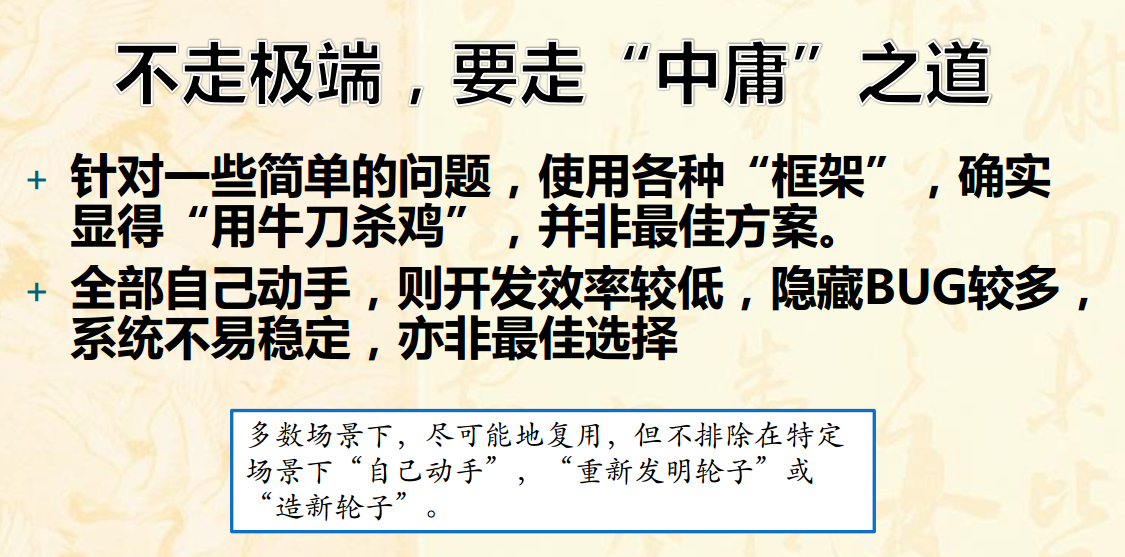 不走极端，要走“中庸”之道
+ 针对一些简单的问题，使用各种“框架”，确实
显得“用牛刀杀鸡”，并非最佳方案。
+ 全部自己动手，则开发效率较低，隐藏BUG较多，
系统不易稳定，亦非最佳选择
多数场景下，尽可能地复用，但不排除在特定
场景下“自己动手”，“重新发明轮子”或
“造新轮子”。